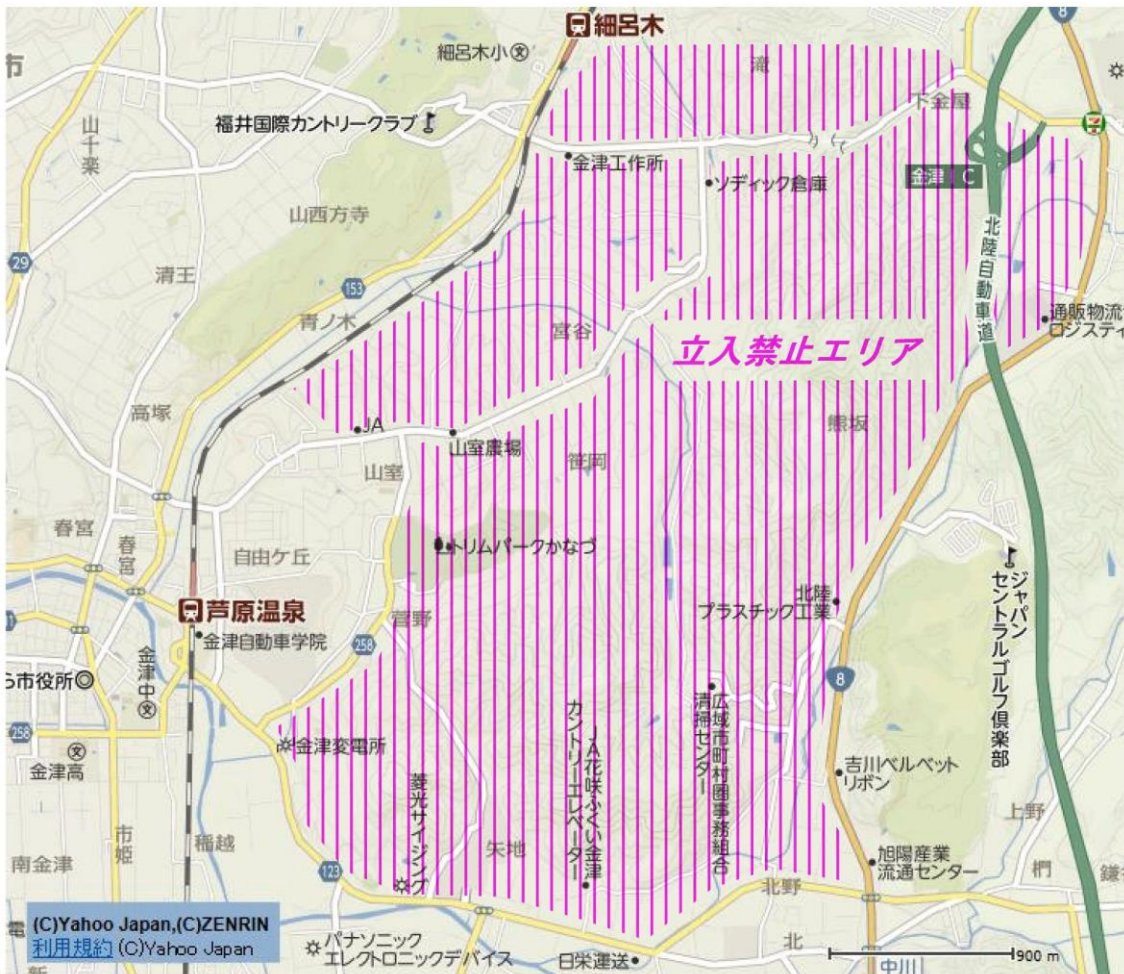 細呂木
細呂木小
滝
下金屋
8
市
山千楽
福井国際カントリークラブ
金津工作所
ソディック倉庫
金津
C
山西方寺
29
清王
153
青ノ木
宮谷
北陸自動車道
通販物流
ロジスティ
立入禁止エリア
高塚
JA
山室農場
山室
笹岡
熊坂
春宮
春宮
自由ケ丘
トリムパークかなづ
芦原温泉
金津自動車学院
菅野
258
北陸
プラスチック工業
ジャパン
セントラルゴルフ倶楽部
ら市役所
金津中
8
258
金津高
金津変電所
菱光サイジング
JA花咲ふくい金津
カントリーエレベーター
広域市町村圏事務組合
清掃センター
吉川ベルベット
リボン
上野
市姫
稲越
南金津
123
矢地
北野
旭陽産業
流通センター
椚
鎌
(C)Yahoo Japan,(C)ZENRIN
利用規約 (C)Yahoo Japan
電
パナソニック
エレクトロニックデバイス
日栄運送
北
中川
900 m